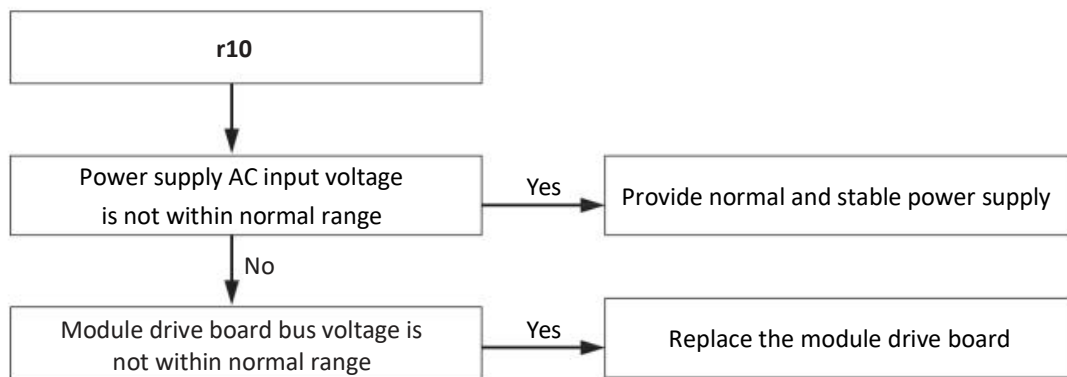 r10
Power supply AC input voltage
is not within normal range
Yes
Provide normal and stable power supply
No
Module drive board bus voltage is
not within normal range
Yes
Replace the module drive board